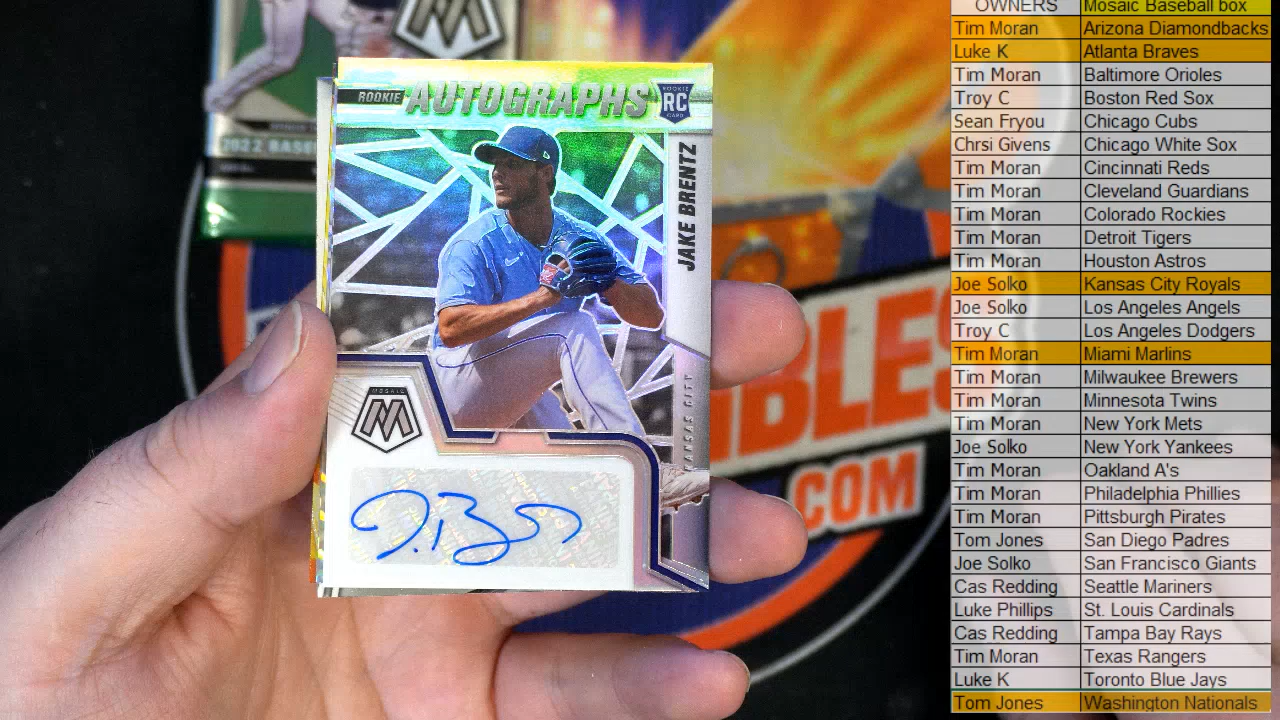 MOSAIC
2022 BASE
ROOKIE AUTOGRAPHS
ROOKIE
RC
CARD
JAKE BRENTZ
KANSAS CITY
MOSAIC
M
J. B
IBLES
.COM
OWNERS Mosaic Baseball box
Tim Moran Arizona Diamondbacks
Luke K Atlanta Braves
Tim Moran Baltimore Orioles
Troy C Boston Red Sox
Sean Fryou Chicago Cubs
Chrsi Givens Chicago White Sox
Tim Moran Cincinnati Reds
Tim Moran Cleveland Guardians
Tim Moran Colorado Rockies
Tim Moran Detroit Tigers
Tim Moran Houston Astros
Joe Solko Kansas City Royals
Joe Solko Los Angeles Angels
Troy C Los Angeles Dodgers
Tim Moran Miami Marlins
Tim Moran Milwaukee Brewers
Tim Moran Minnesota Twins
Tim Moran New York Mets
Joe Solko New York Yankees
Tim Moran Oakland A's
Tim Moran Philadelphia Phillies
Tim Moran Pittsburgh Pirates
Tom Jones San Diego Padres
Joe Solko San Francisco Giants
Cas Redding Seattle Mariners
Luke Phillips St. Louis Cardinals
Cas Redding Tampa Bay Rays
Tim Moran Texas Rangers
Luke K Toronto Blue Jays
Tom Jones Washington Nationals